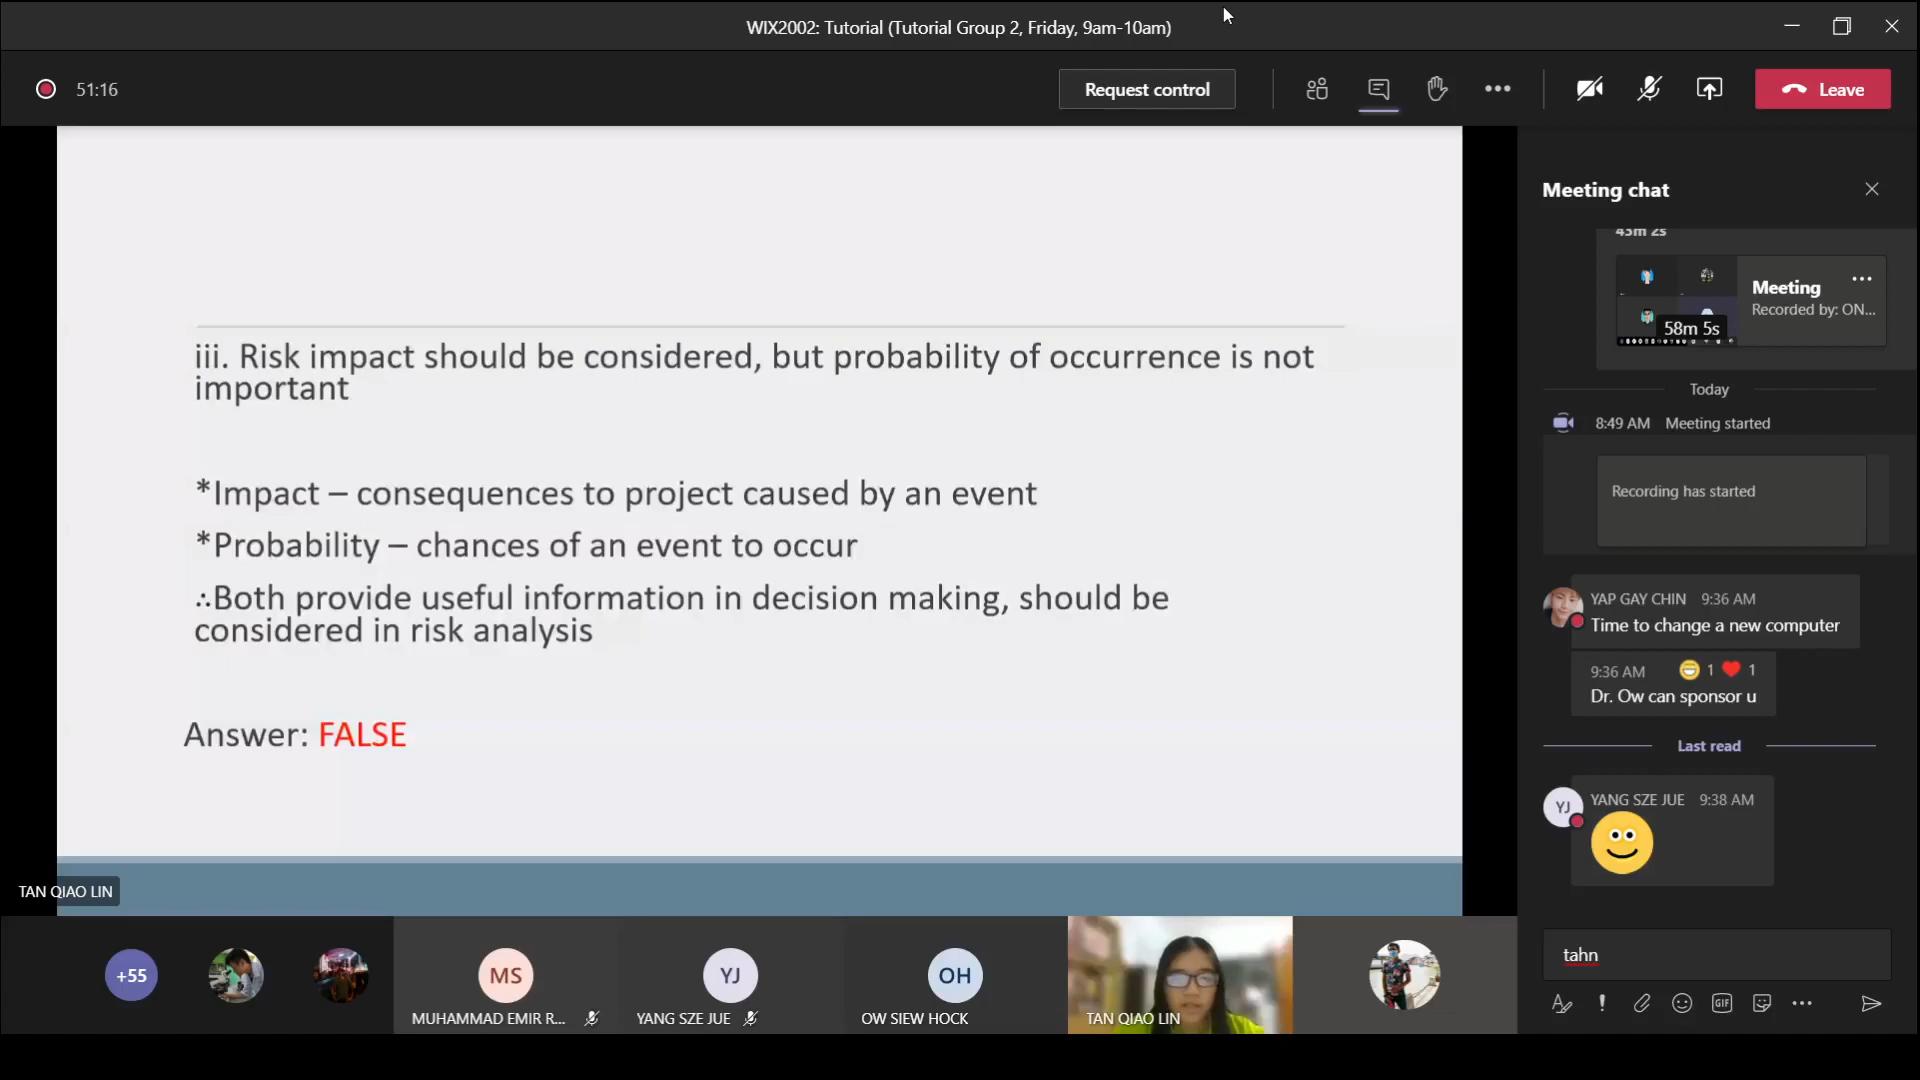 WIX2002: Tutorial (Tutorial Group 2, Friday, 9am-10am)
51:16
Request control
Leave
iii. Risk impact should be considered, but probability of occurrence is not
important
*Impact – consequences to project caused by an event
*Probability – chances of an event to occur
∴Both provide useful information in decision making, should be
considered in risk analysis
Answer: FALSE
TAN QIAO LIN
+55
MS
MUHAMMAD EMIR R...
YJ
YANG SZE JUE
OH
OW SIEW HOCK
TAN QIAO LIN
Meeting chat
43m 2s
Meeting
Recorded by: ON...
58m 5s
Today
8:49 AM Meeting started
Recording has started
YAP GAY CHIN 9:36 AM
Time to change a new computer
9:36 AM 1 1
Dr. Ow can sponsor u
Last read
YJ
YANG SZE JUE 9:38 AM
tahn
GIF